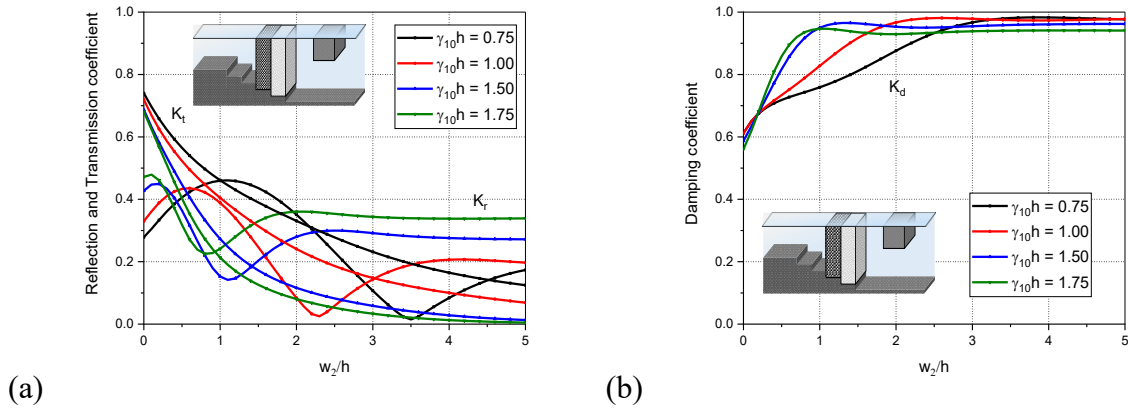 Reflection and Transmission coefficient
1.0
0.8
0.6
0.4
0.2
0.0
K_t
K_r
γ₁₀h = 0.75
γ₁₀h = 1.00
γ₁₀h = 1.50
γ₁₀h = 1.75
0 1 2 3 4 5
w₂/h
(a)
Damping coefficient
1.0
0.8
0.6
0.4
0.2
0.0
K_d
γ₁₀h = 0.75
γ₁₀h = 1.00
γ₁₀h = 1.50
γ₁₀h = 1.75
0 1 2 3 4 5
w₂/h
(b)